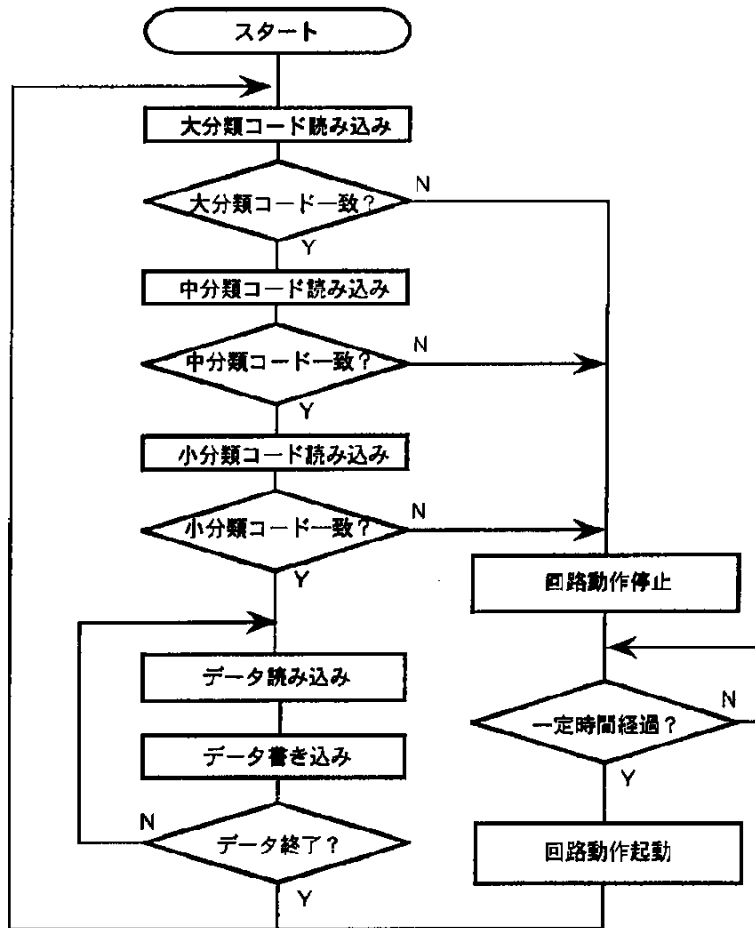 スタート
大分類コード読み込み
大分類コード一致？
N
Y
中分類コード読み込み
中分類コード一致？
N
Y
小分類コード読み込み
小分類コード一致？
N
Y
回路動作停止
データ読み込み
一定時間経過？
N
Y
データ書き込み
データ終了？
N
Y
回路動作起動